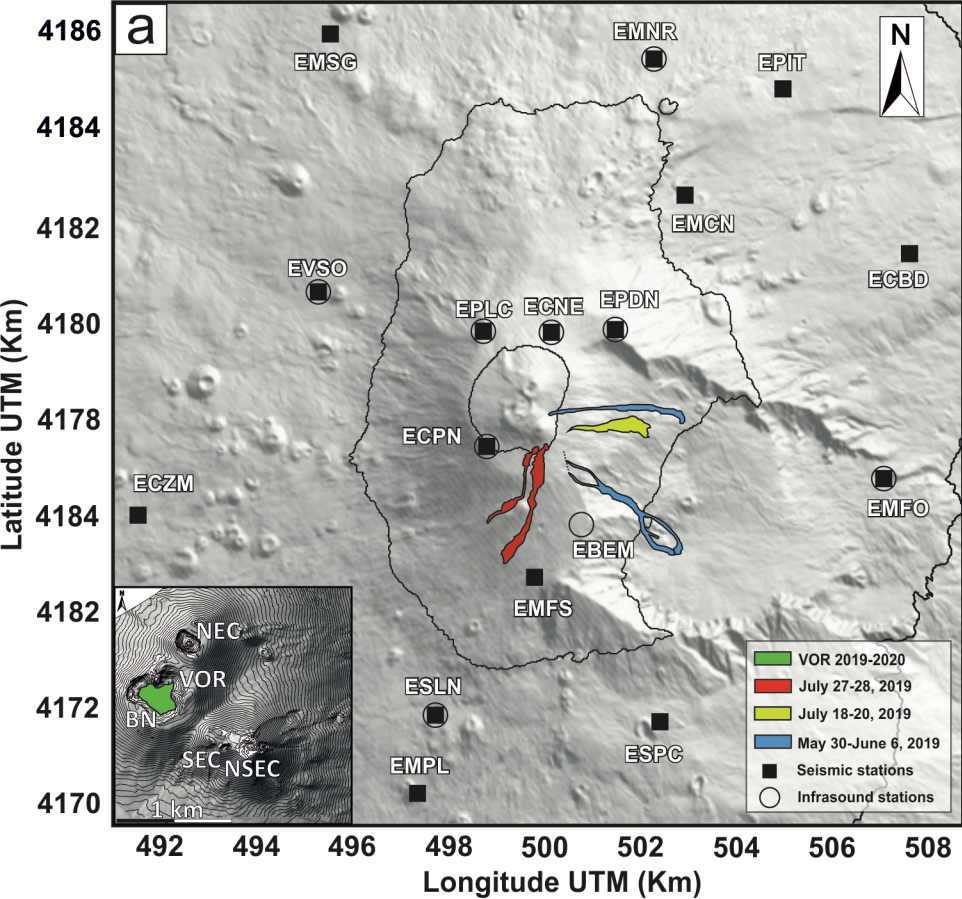 a
4186
4184
4182
4180
4178
4184
4182
4172
4170
Latitude UTM (Km)
EMSG
EMNR
EPIT
N
EMCN
ECBD
EVSO
EPLC
ECNE
EPDN
ECPN
ECZM
EMFO
EBEM
EMFS
ESLN
EMPL
ESPC
NEC
VOR
BN
SEC
NSEC
1 km
VOR 2019-2020
July 27-28, 2019
July 18-20, 2019
May 30-June 6, 2019
Seismic stations
Infrasound stations
492 494 496 498 500 502 504 506 508
Longitude UTM (Km)